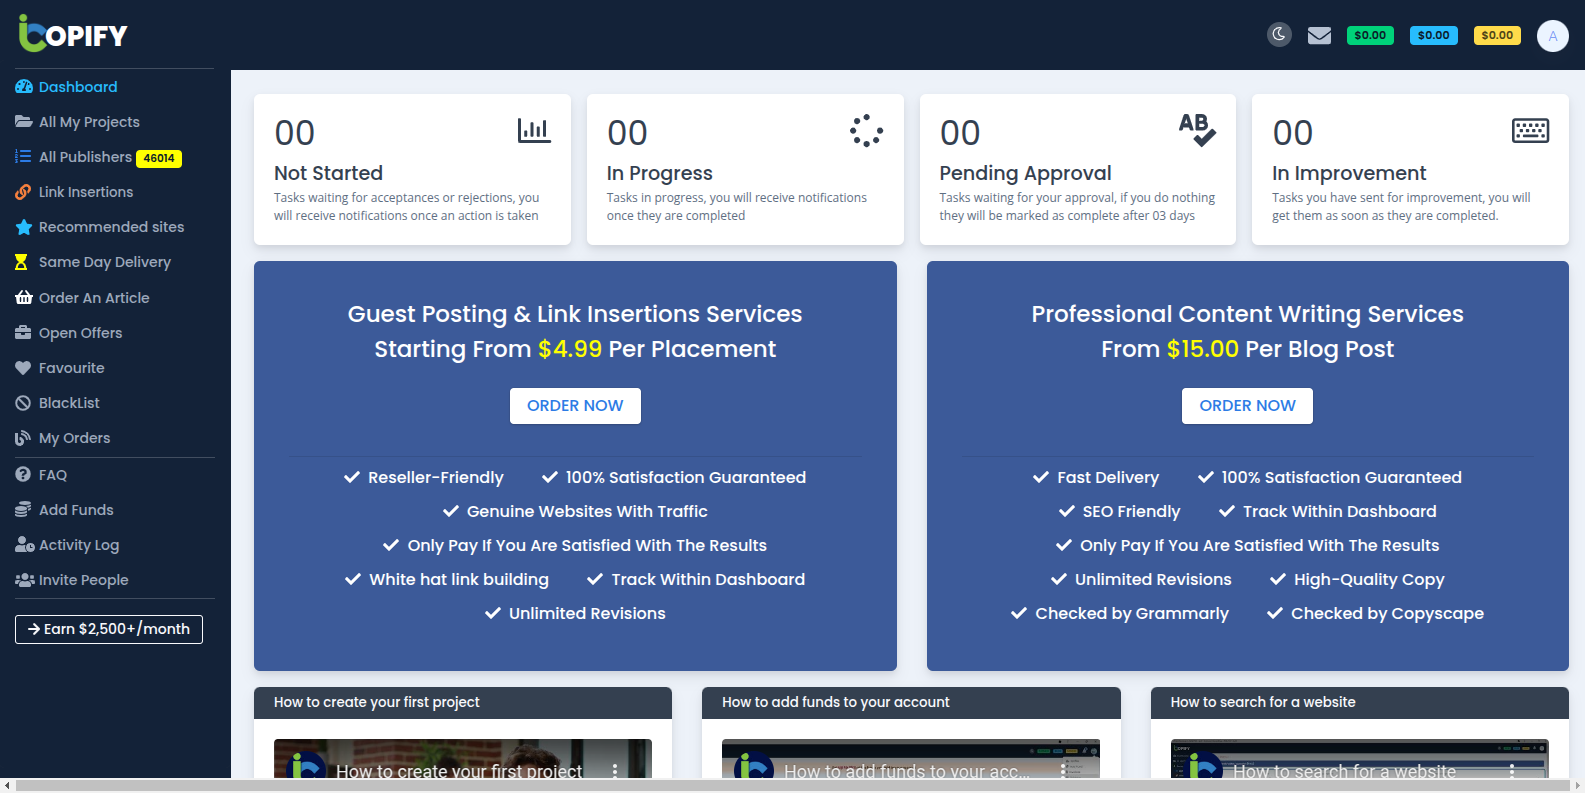 COPIFY
$0.00
$0.00
$0.00
A
Dashboard
All My Projects
All Publishers 46014
Link Insertions
Recommended sites
Same Day Delivery
Order An Article
Open Offers
Favourite
BlackList
My Orders
FAQ
Add Funds
Activity Log
Invite People
Earn $2,500+/month
00
Not Started
Tasks waiting for acceptances or rejections, you
will receive notifications once an action is taken
00
In Progress
Tasks in progress, you will receive notifications
once they are completed
00
AB
Pending Approval
Tasks waiting for your approval, if you do nothing
they will be marked as complete after 03 days
00
In Improvement
Tasks you have sent for improvement, you will
get them as soon as they are completed.
Guest Posting & Link Insertions Services
Starting From $4.99 Per Placement
ORDER NOW
Reseller-Friendly
100% Satisfaction Guaranteed
Genuine Websites With Traffic
Only Pay If You Are Satisfied With The Results
White hat link building
Track Within Dashboard
Unlimited Revisions
Professional Content Writing Services
From $15.00 Per Blog Post
ORDER NOW
Fast Delivery
100% Satisfaction Guaranteed
SEO Friendly
Track Within Dashboard
Only Pay If You Are Satisfied With The Results
Unlimited Revisions
High-Quality Copy
Checked by Grammarly
Checked by Copyscape
How to create your first project
How to create your first project
How to add funds to your account
How to add funds to your acc...
How to search for a website
How to search for a website